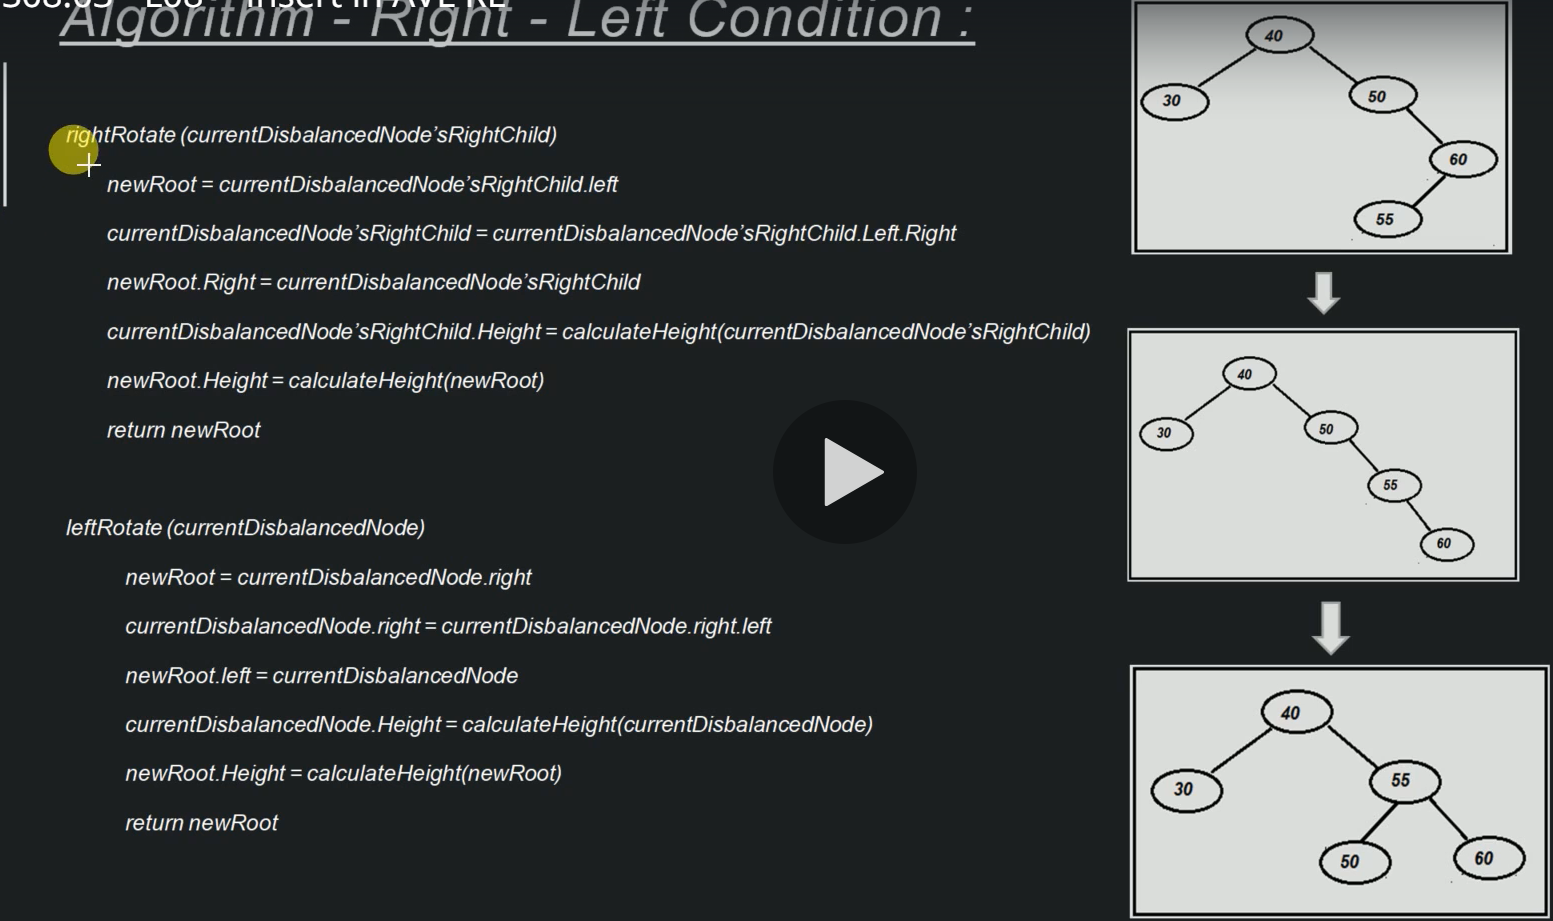 S08.05 - L08 - Insert in AVL RL
Algorithm - Right - Left Condition :
rightRotate (currentDisbalancedNode’sRightChild)
newRoot = currentDisbalancedNode’sRightChild.left
currentDisbalancedNode’sRightChild = currentDisbalancedNode’sRightChild.Left.Right
newRoot.Right = currentDisbalancedNode’sRightChild
currentDisbalancedNode’sRightChild.Height = calculateHeight(currentDisbalancedNode’sRightChild)
newRoot.Height = calculateHeight(newRoot)
return newRoot
leftRotate (currentDisbalancedNode)
newRoot = currentDisbalancedNode.right
currentDisbalancedNode.right = currentDisbalancedNode.right.left
newRoot.left = currentDisbalancedNode
currentDisbalancedNode.Height = calculateHeight(currentDisbalancedNode)
newRoot.Height = calculateHeight(newRoot)
return newRoot
40
30 50
60
55
40
30 50
55
60
40
30 55
50 60